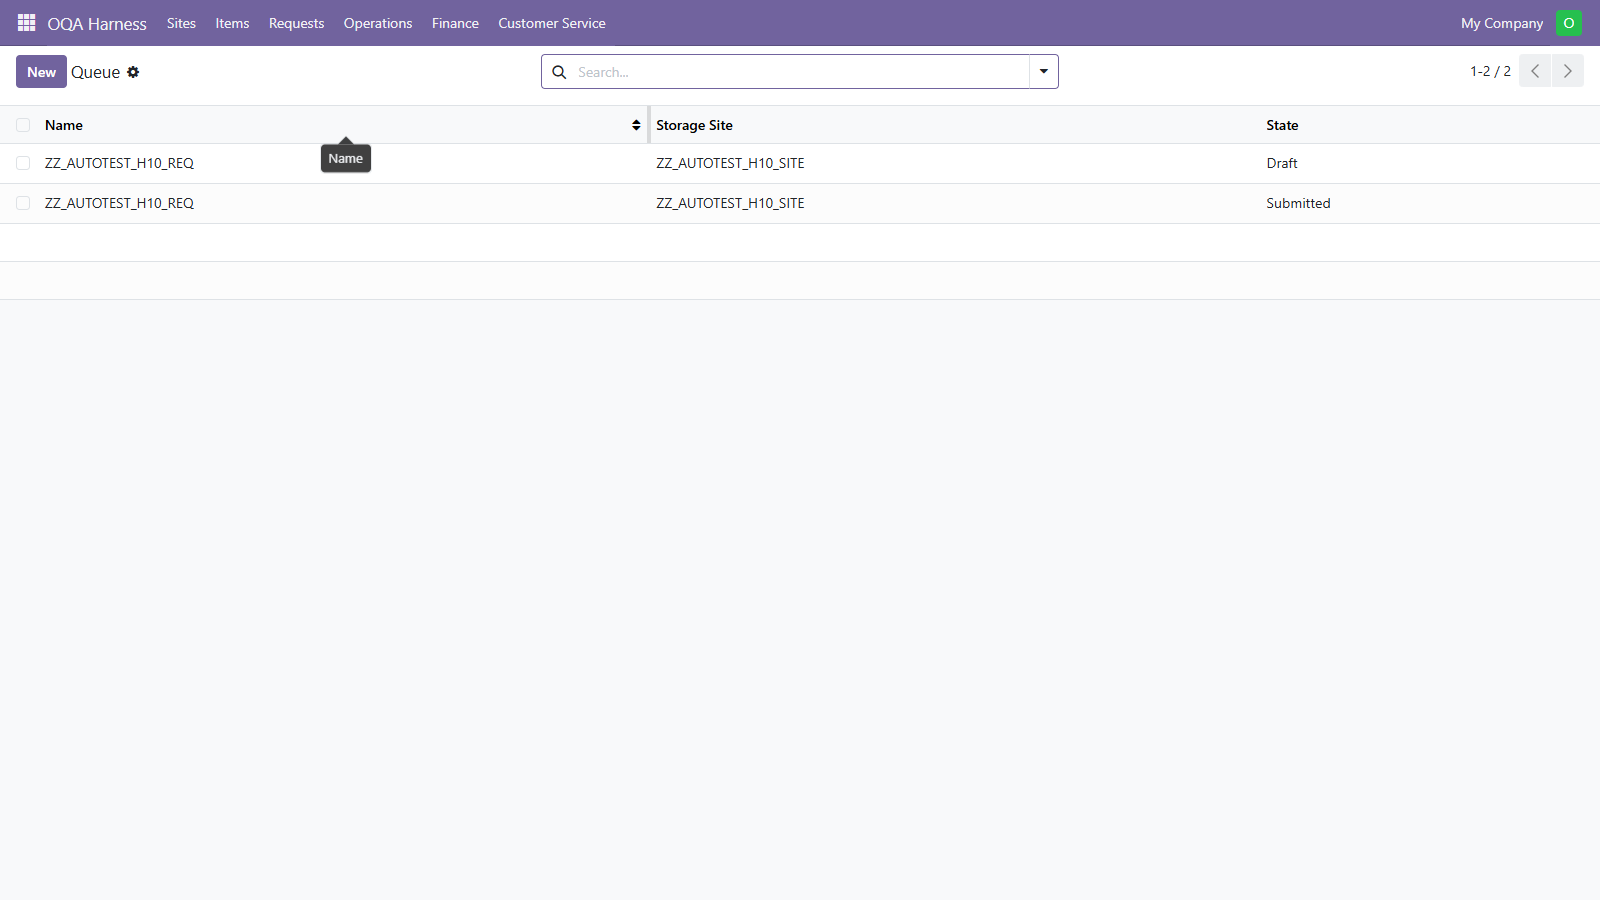 OQA Harness Sites Items Requests Operations Finance Customer Service My Company O
New Queue Search... 1-2 / 2
Name Storage Site State
Name
ZZ_AUTOTEST_H10_REQ ZZ_AUTOTEST_H10_SITE Draft
ZZ_AUTOTEST_H10_REQ ZZ_AUTOTEST_H10_SITE Submitted